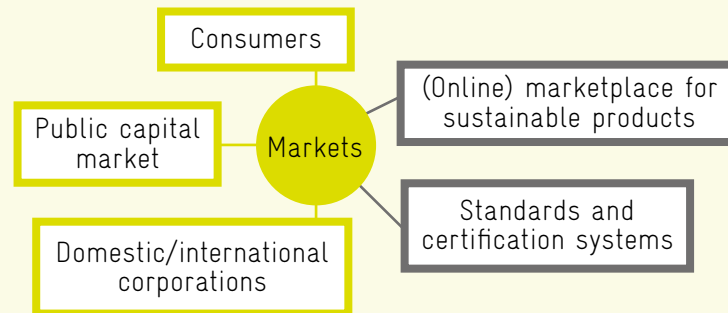 Consumers
(Online) marketplace for
sustainable products
Public capital
market
Markets
Standards and
certification systems
Domestic/international
corporations